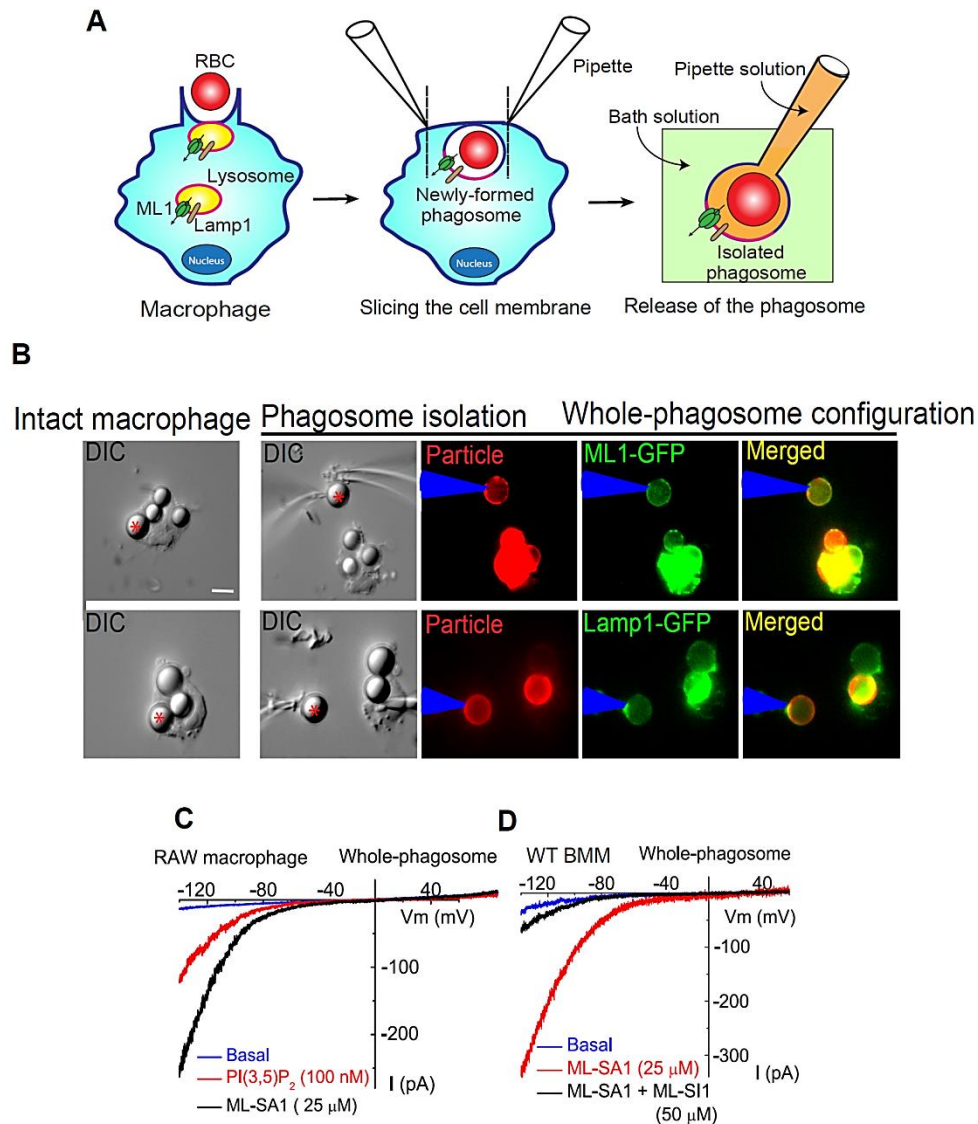 A
RBC
Lysosome
ML1
Lamp1
Nucleus
Macrophage
Pipette
Newly-formed
phagosome
Nucleus
Slicing the cell membrane
Pipette solution
Bath solution
Isolated
phagosome
Release of the phagosome
B
Intact macrophage
Phagosome isolation
Whole-phagosome configuration
DIC
DIC
Particle
ML1-GFP
Merged
DIC
DIC
Particle
Lamp1-GFP
Merged
C
RAW macrophage
Whole-phagosome
-120
-80
-40
40
Vm (mV)
-100
-200
I (pA)
Basal
PI(3,5)P₂ (100 nM)
ML-SA1 ( 25 μM)
D
WT BMM
Whole-phagosome
-120
-80
-40
40
Vm (mV)
-100
-200
-300
I (pA)
Basal
ML-SA1 (25 μM)
ML-SA1 + ML-SI1
(50 μM)